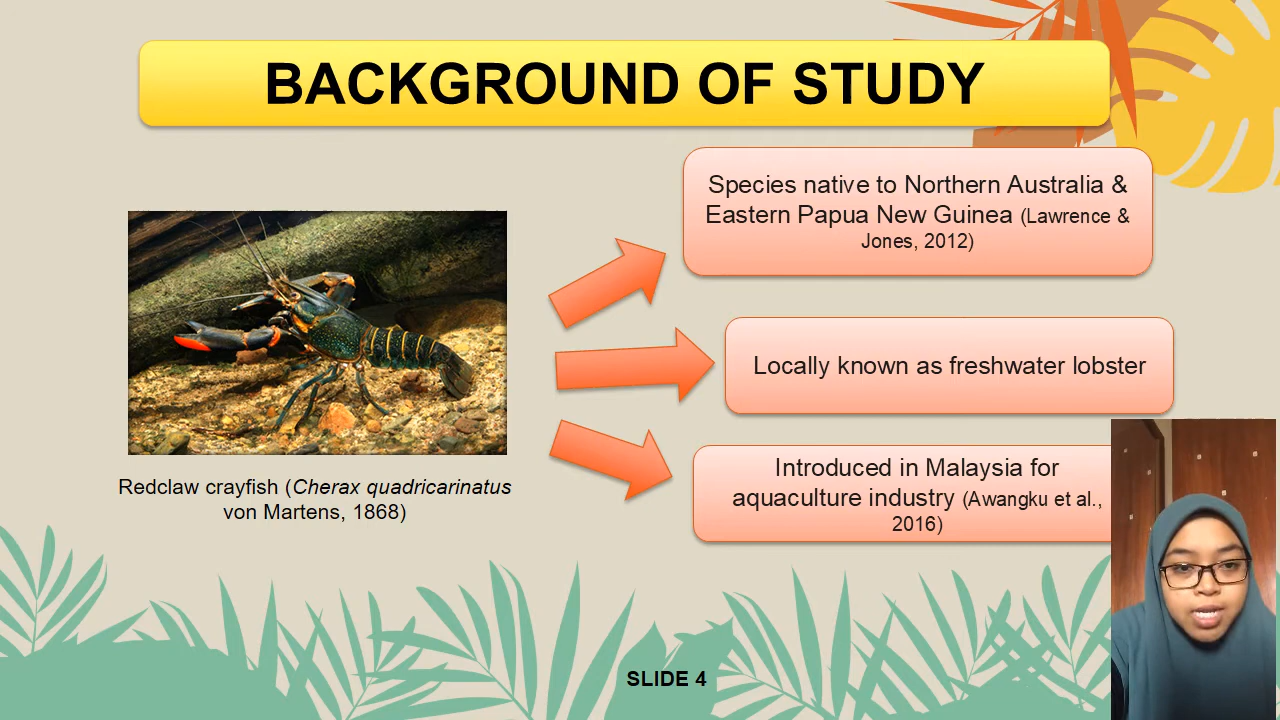 BACKGROUND OF STUDY
Species native to Northern Australia &
Eastern Papua New Guinea (Lawrence &
Jones, 2012)
Locally known as freshwater lobster
Introduced in Malaysia for
aquaculture industry (Awangku et al.,
2016)
Redclaw crayfish (Cherax quadricarinatus
von Martens, 1868)
SLIDE 4